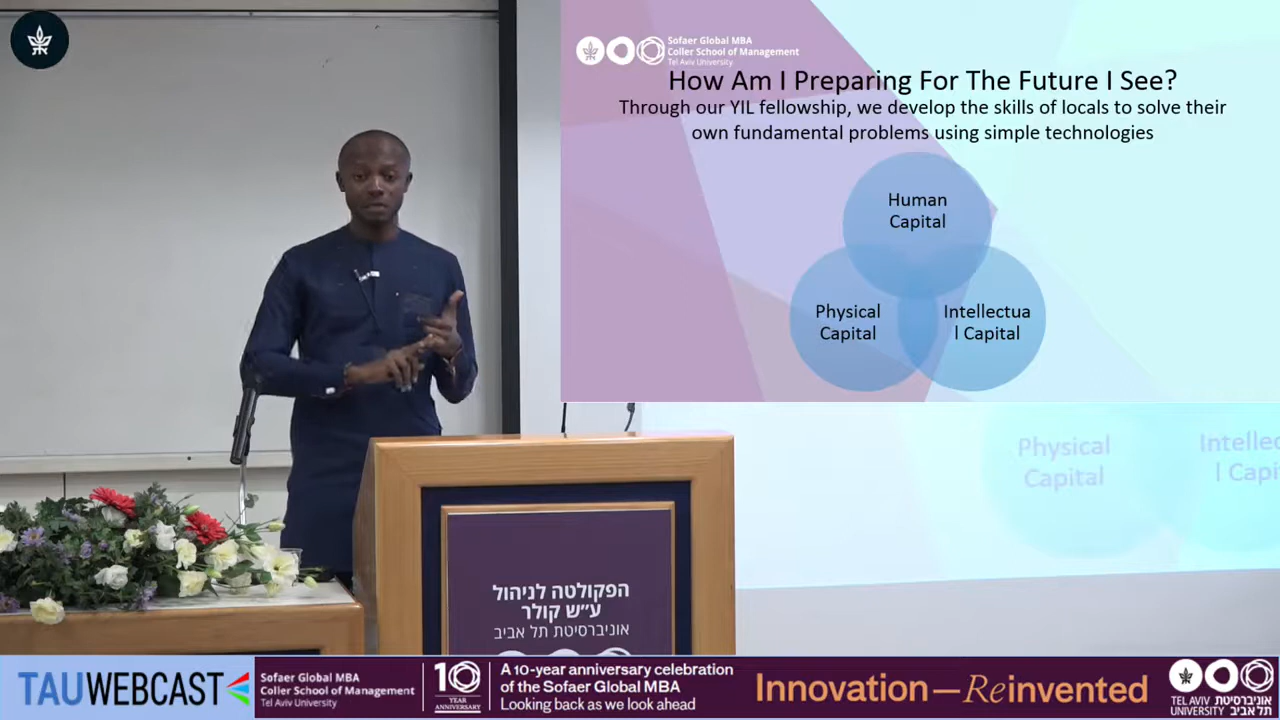 Sofaer Global MBA
Coller School of Management
Tel Aviv University
How Am I Preparing For The Future I See?
Through our YIL fellowship, we develop the skills of locals to solve their
own fundamental problems using simple technologies
Human
Capital
Physical
Capital
Intellectua
l Capital
Physical
Capital
Intellec
l Capi
הפקולטה לניהול
ע״ש קולר
אוניברסיטת תל אביב
TAUWEBCAST
Sofaer Global MBA
Coller School of Management
Tel Aviv University
10
YEAR
ANNIVERSARY
A 10-year anniversary celebration
of the Sofaer Global MBA
Looking back as we look ahead
Innovation—Reinvented
TEL AVIV אוניברסיטת
UNIVERSITY תל אביב